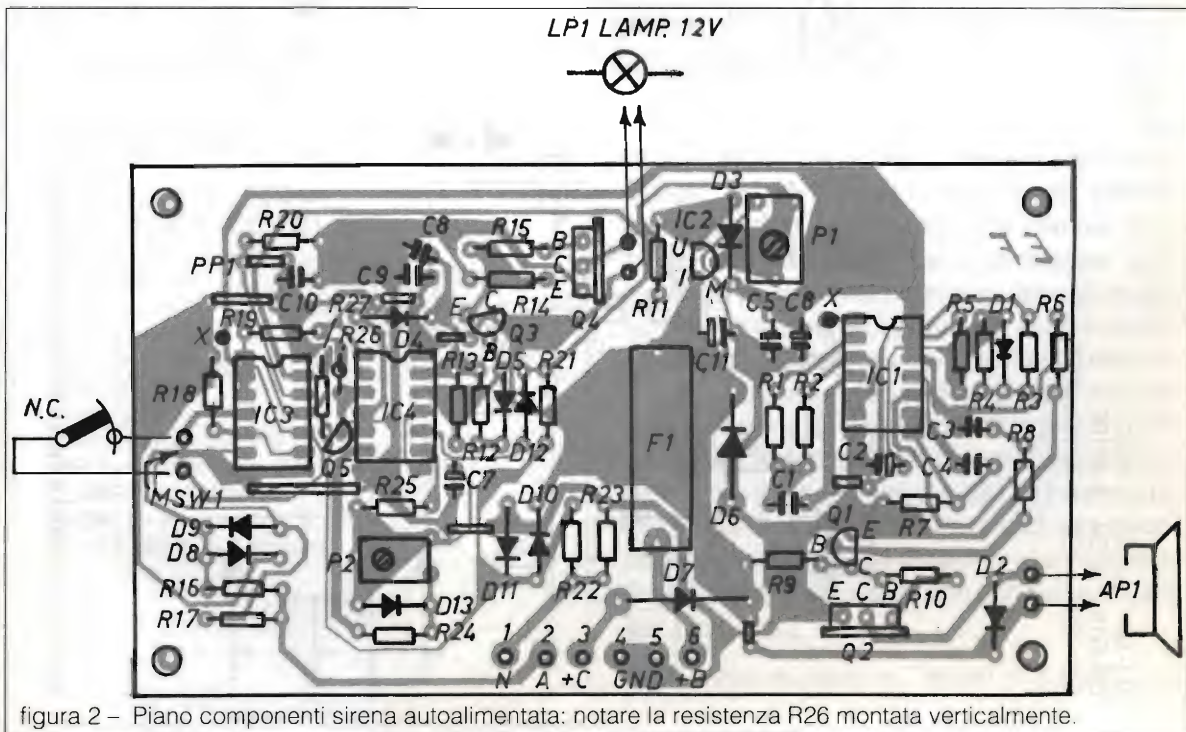 LP1 LAMP. 12V
R20
C8
R15
B
C
E
D3
IC2
U
I
M
P1
PP1
C10
C9
R14
Q4
R11
EF
R19
R27
D4
E
C
Q3
B
C5
C8
X
R5
D1
R6
X
R26
R13
D5
R21
C11
R18
IC3
IC4
R1
R2
IC1
R4
R3
N.C.
F1
C3
R8
Q5
R12
D12
C2
C4
MSW1
R25
C7
D10
R23
C1
D9
D6
Q1
R7
D8
P2
B
E
C
D2
R16
D11
R22
D7
R9
R10
AP1
R17
D13
E C B
R24
1 2 3 4 5 6
Q2
N A +C GND +B
figura 2 – Piano componenti sirena autoalimentata: notare la resistenza R26 montata verticalmente.